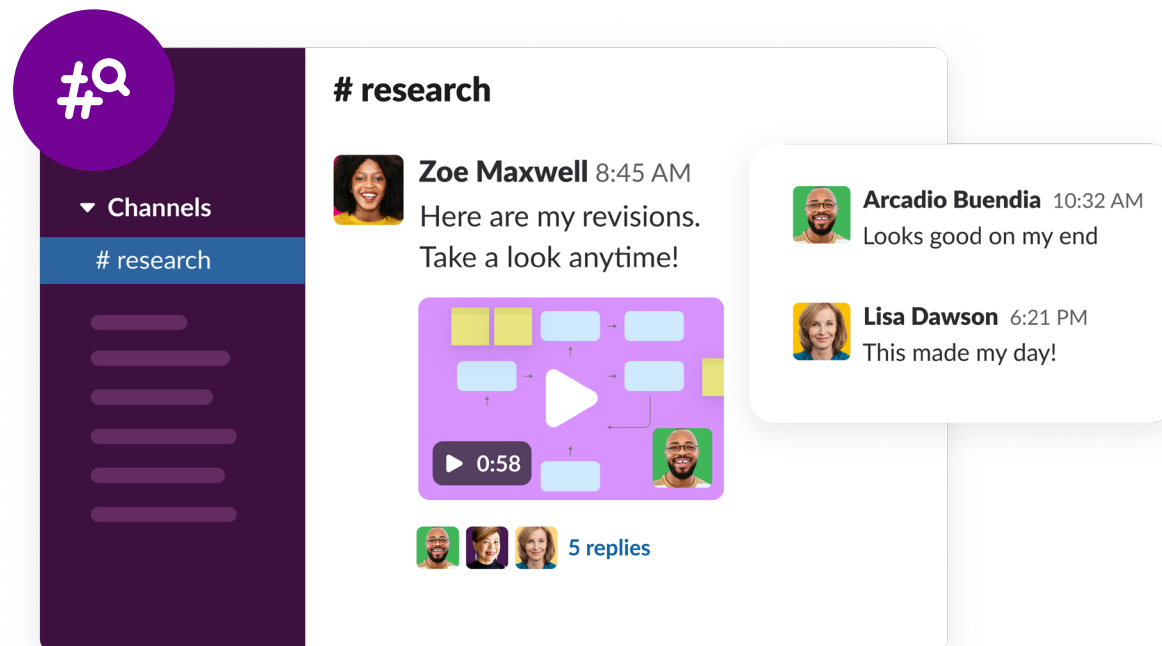 Channels
# research
# research
Zoe Maxwell 8:45 AM
Here are my revisions.
Take a look anytime!
0:58
5 replies
Arcadio Buendia 10:32 AM
Looks good on my end
Lisa Dawson 6:21 PM
This made my day!